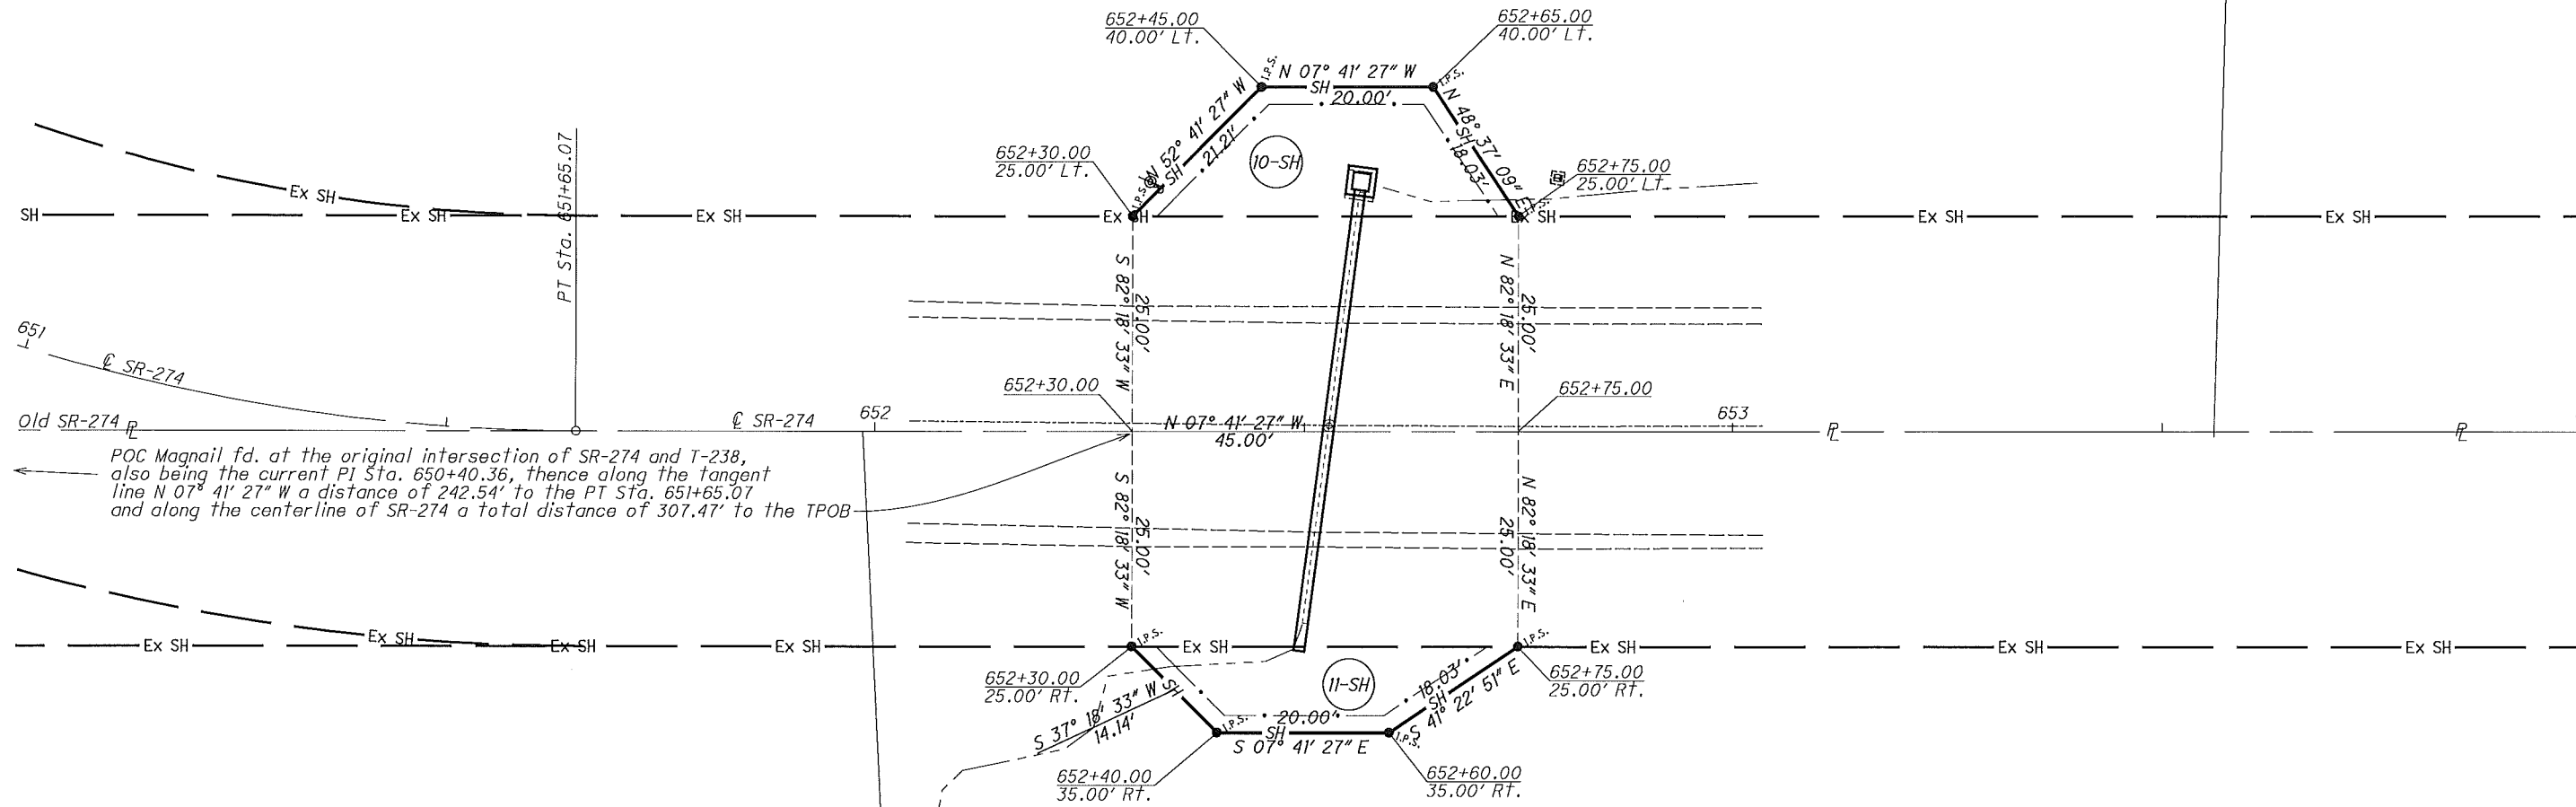 652+45.00
40.00' Lt.
652+65.00
40.00' Lt.
I.P.S.
N 07° 41' 27" W
SH
20.00'
I.P.S.
N 52° 41' 27" W
SH
21.21'
N 48° 37' 09" E
SH
18.03'
10-SH
652+30.00
25.00' Lt.
I.P.S.
652+75.00
25.00' Lt.
PT Sta. 651+65.07
Ex SH
SH
Ex SH
Ex SH
Ex SH
Ex SH
Ex SH
Ex SH
S 82° 18' 33" W
25.00'
N 82° 18' 33" E
25.00'
651
℄ SR-274
652+30.00
652+75.00
Old SR-274
℄ SR-274
652
N 07° 41' 27" W
45.00'
653
POC Magnail fd. at the original intersection of SR-274 and T-238,
also being the current PI Sta. 650+40.36, thence along the tangent
line N 07° 41' 27" W a distance of 242.54' to the PT Sta. 651+65.07
and along the centerline of SR-274 a total distance of 307.47' to the TPOB
S 82° 18' 33" W
25.00'
N 82° 18' 33" E
25.00'
Ex SH
Ex SH
Ex SH
Ex SH
I.P.S.
Ex SH
I.P.S.
Ex SH
Ex SH
Ex SH
652+30.00
25.00' Rt.
S 37° 18' 33" W
14.14'
SH
11-SH
18.03'
SH
S 41° 22' 51" E
652+75.00
25.00' Rt.
I.P.S.
20.00'
SH
S 07° 41' 27" E
I.P.S.
652+40.00
35.00' Rt.
652+60.00
35.00' Rt.